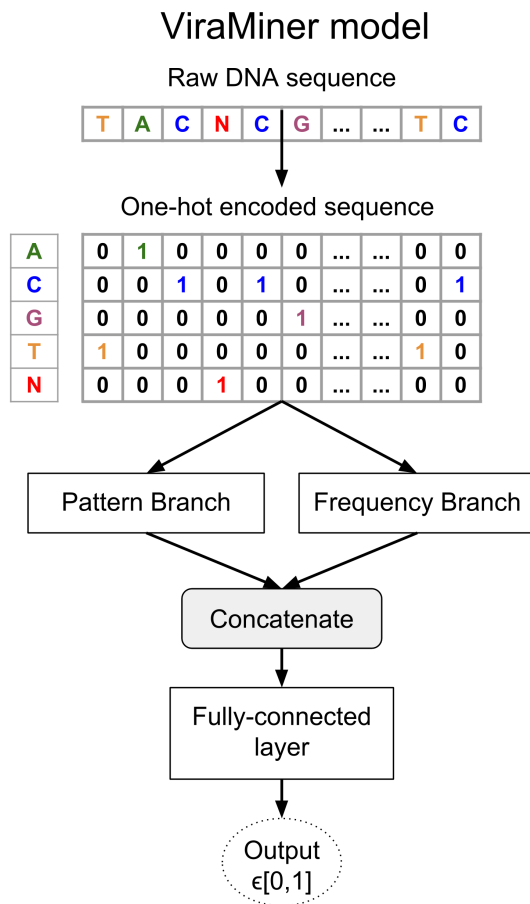 ViraMiner model
Raw DNA sequence
T A C N C G ... ... T C
One-hot encoded sequence
A 0 1 0 0 0 0 ... ... 0 0
C 0 0 1 0 1 0 ... ... 0 1
G 0 0 0 0 0 1 ... ... 0 0
T 1 0 0 0 0 0 ... ... 1 0
N 0 0 0 1 0 0 ... ... 0 0
Pattern Branch Frequency Branch
Concatenate
Fully-connected
layer
Output
ϵ[0,1]